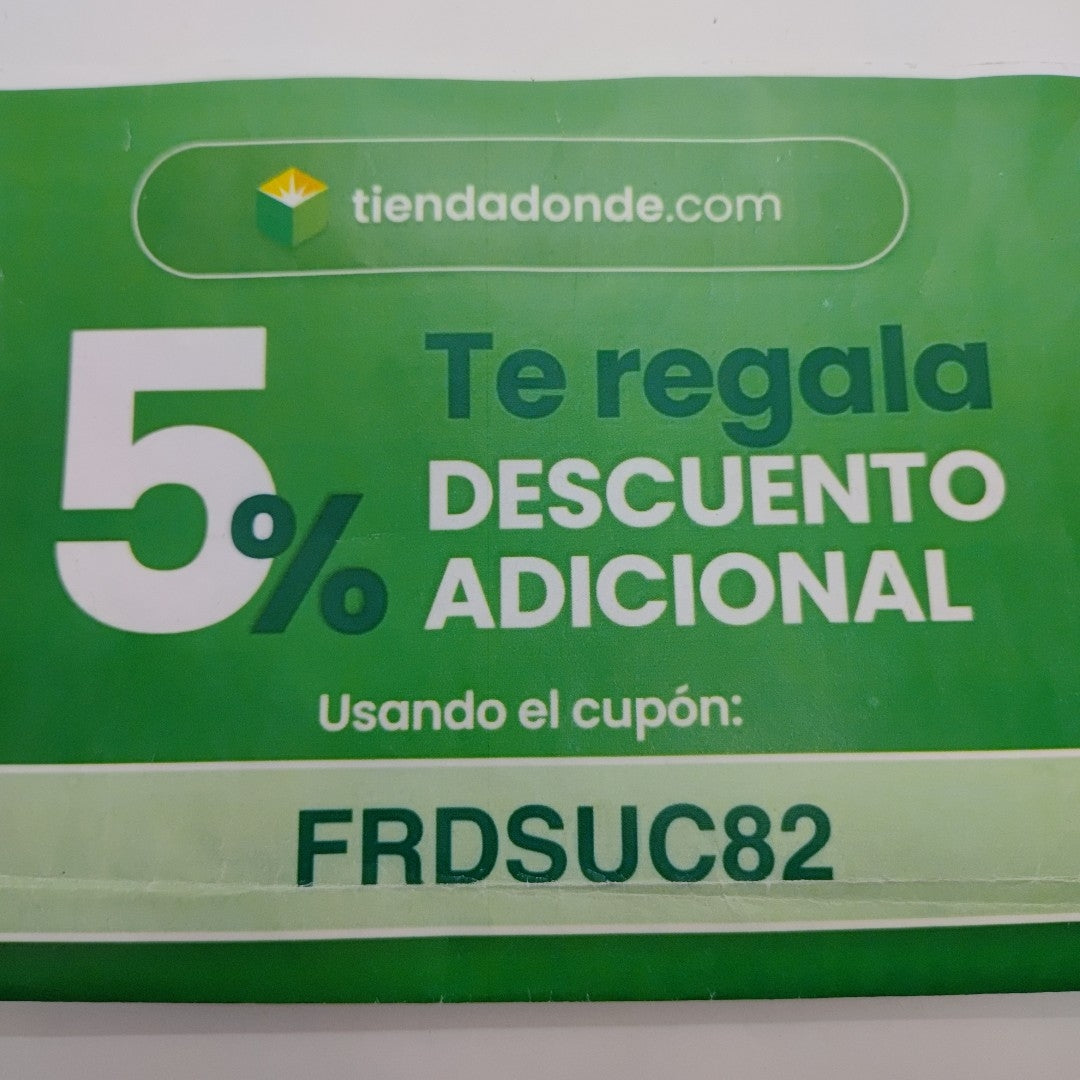 tiendadonde.com
5%
Te regala
DESCUENTO
ADICIONAL
Usando el cupón:
FRDSUC82